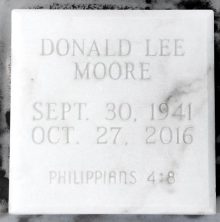 DONALD LEE
MOORE
SEPT. 30, 1941
OCT. 27, 2016
PHILIPPIANS 4:8